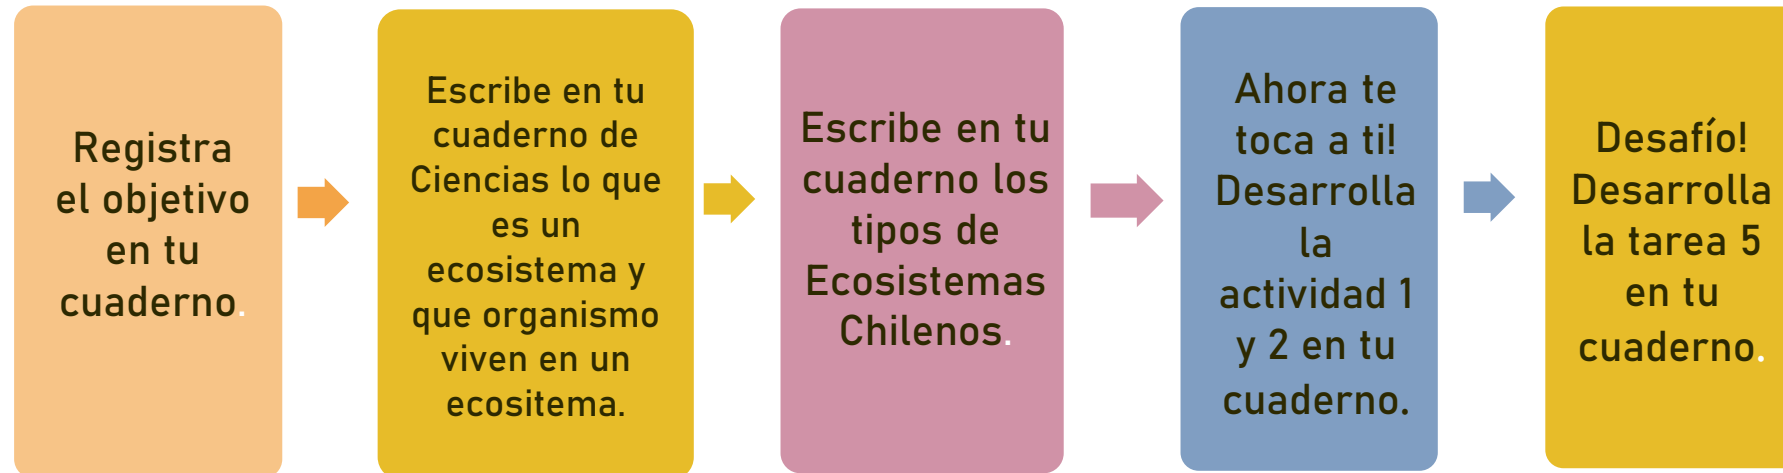 Registra
el objetivo
en tu
cuaderno.
Escribe en tu
cuaderno de
Ciencias lo que
es un
ecosistema y
que organismo
viven en un
ecositema.
Escribe en tu
cuaderno los
tipos de
Ecosistemas
Chilenos.
Ahora te
toca a ti!
Desarrolla
la
actividad 1
y 2 en tu
cuaderno.
Desafío!
Desarrolla
la tarea 5
en tu
cuaderno.